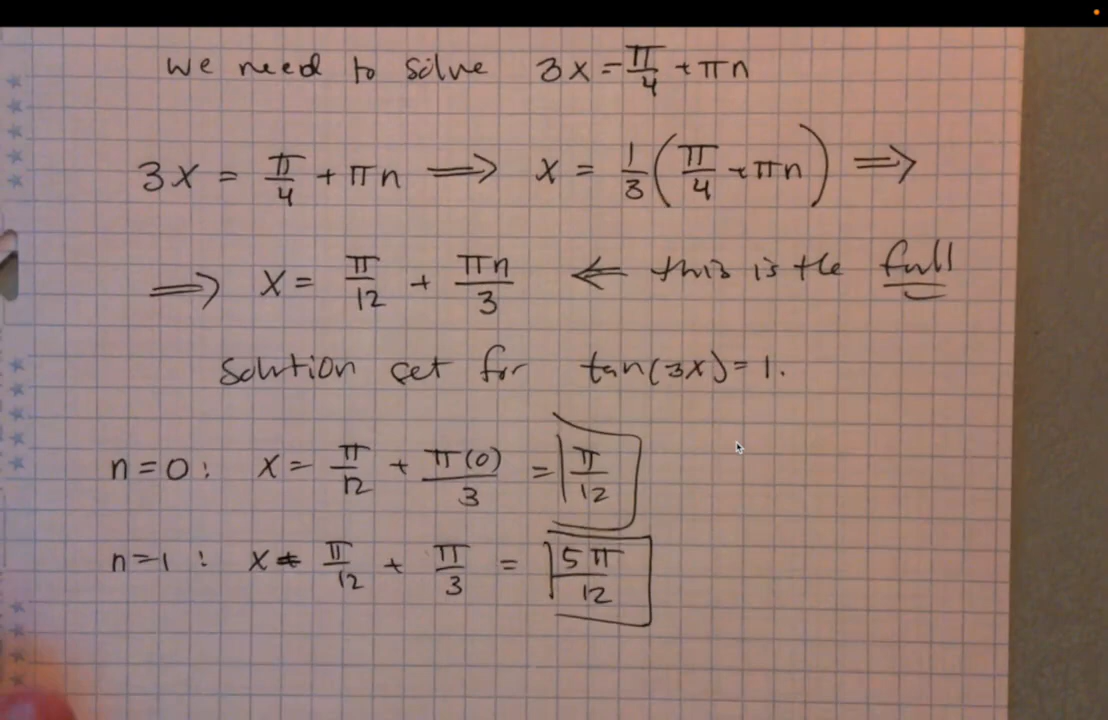 we need to solve 3x = π/4 + πn
3x = π/4 + πn ⟹ x = 1/3 (π/4 + πn) ⟹
⟹ x = π/12 + πn/3 ⟸ this is the full
solution set for tan(3x) = 1.
n = 0 : x = π/12 + π(0)/3 = π/12
n = 1 : x = π/12 + π/3 = 5π/12